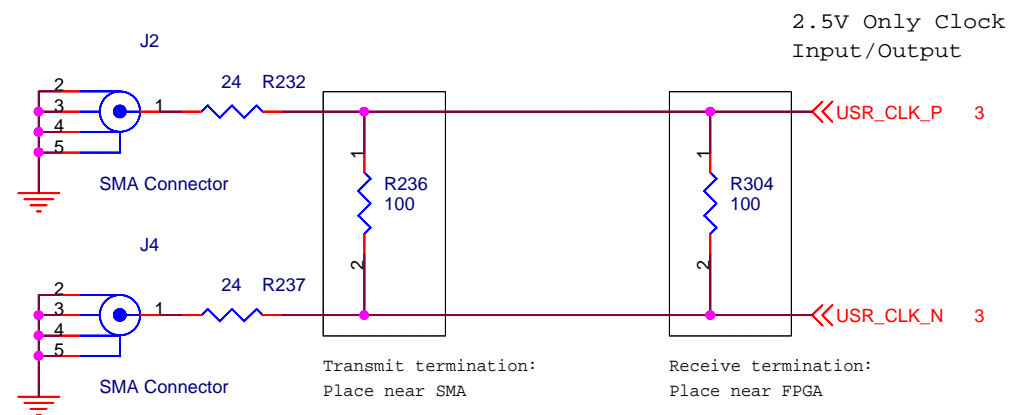 2.5V Only Clock
Input/Output
J2
24 R232
2
3
4
5
1
USR_CLK_P 3
SMA Connector
1
R236
100
2
1
R304
100
2
J4
24 R237
2
3
4
5
1
USR_CLK_N 3
SMA Connector
Transmit termination:
Place near SMA
Receive termination:
Place near FPGA